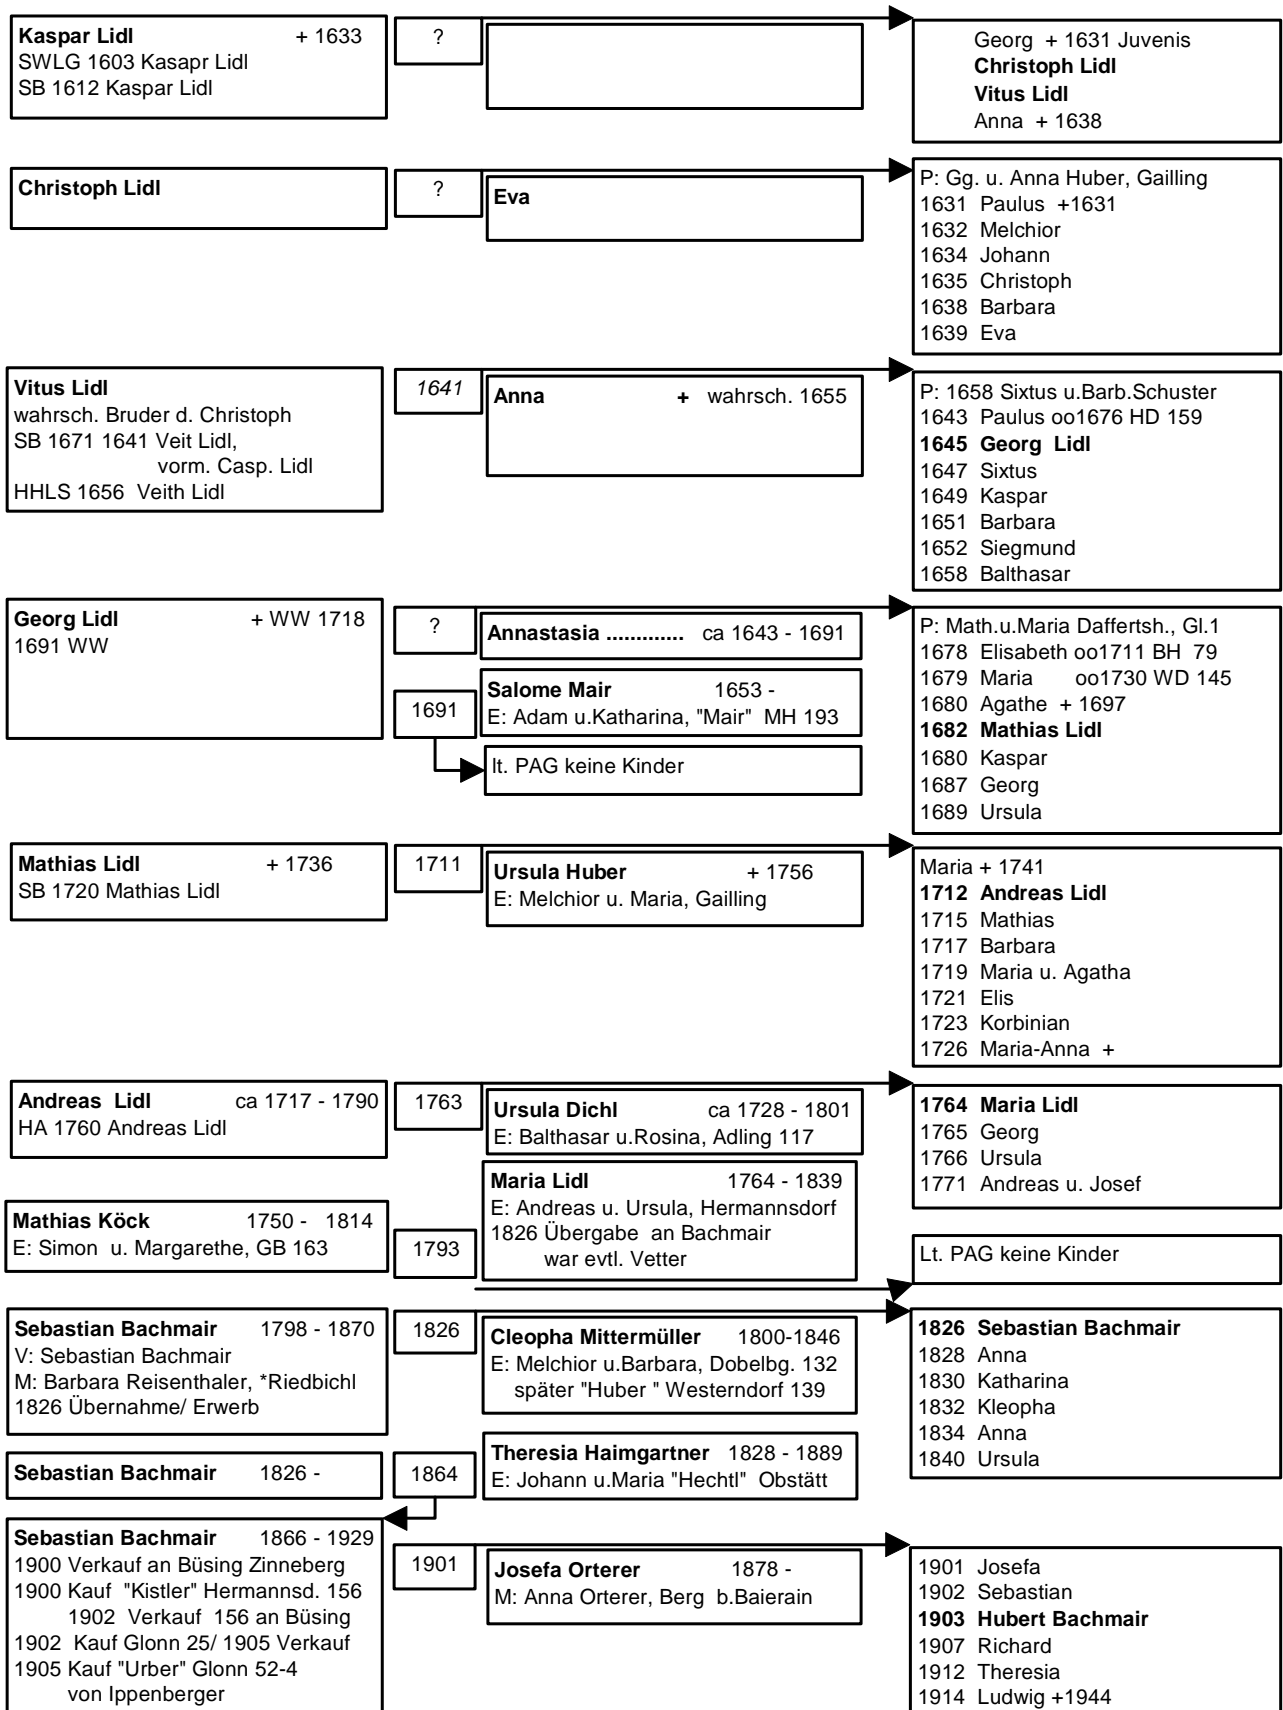 Kaspar Lidl + 1633
SWLG 1603 Kasapr Lidl
SB 1612 Kaspar Lidl
?
Georg + 1631 Juvenis
Christoph Lidl
Vitus Lidl
Anna + 1638
Christoph Lidl
?
Eva
P: Gg. u. Anna Huber, Gailling
1631 Paulus +1631
1632 Melchior
1634 Johann
1635 Christoph
1638 Barbara
1639 Eva
Vitus Lidl
wahrsch. Bruder d. Christoph
SB 1671 1641 Veit Lidl,
vorm. Casp. Lidl
HHLS 1656 Veith Lidl
1641
Anna + wahrsch. 1655
P: 1658 Sixtus u.Barb.Schuster
1643 Paulus oo1676 HD 159
1645 Georg Lidl
1647 Sixtus
1649 Kaspar
1651 Barbara
1652 Siegmund
1658 Balthasar
Georg Lidl + WW 1718
1691 WW
?
Annastasia ............. ca 1643 - 1691
1691
Salome Mair 1653 -
E: Adam u.Katharina, "Mair" MH 193
lt. PAG keine Kinder
P: Math.u.Maria Daffertsh., Gl.1
1678 Elisabeth oo1711 BH 79
1679 Maria oo1730 WD 145
1680 Agathe + 1697
1682 Mathias Lidl
1680 Kaspar
1687 Georg
1689 Ursula
Mathias Lidl + 1736
SB 1720 Mathias Lidl
1711
Ursula Huber + 1756
E: Melchior u. Maria, Gailling
Maria + 1741
1712 Andreas Lidl
1715 Mathias
1717 Barbara
1719 Maria u. Agatha
1721 Elis
1723 Korbinian
1726 Maria-Anna +
Andreas Lidl ca 1717 - 1790
HA 1760 Andreas Lidl
1763
Ursula Dichl ca 1728 - 1801
E: Balthasar u.Rosina, Adling 117
1764 Maria Lidl
1765 Georg
1766 Ursula
1771 Andreas u. Josef
Mathias Köck 1750 - 1814
E: Simon u. Margarethe, GB 163
1793
Maria Lidl 1764 - 1839
E: Andreas u. Ursula, Hermannsdorf
1826 Übergabe an Bachmair
war evtl. Vetter
Lt. PAG keine Kinder
Sebastian Bachmair 1798 - 1870
V: Sebastian Bachmair
M: Barbara Reisenthaler, *Riedbichl
1826 Übernahme/ Erwerb
1826
Cleopha Mittermüller 1800-1846
E: Melchior u.Barbara, Dobelbg. 132
später "Huber " Westerndorf 139
1826 Sebastian Bachmair
1828 Anna
1830 Katharina
1832 Kleopha
1834 Anna
1840 Ursula
Sebastian Bachmair 1826 -
1864
Theresia Haimgartner 1828 - 1889
E: Johann u.Maria "Hechtl" Obstätt
Sebastian Bachmair 1866 - 1929
1900 Verkauf an Büsing Zinneberg
1900 Kauf "Kistler" Hermannsd. 156
1902 Verkauf 156 an Büsing
1902 Kauf Glonn 25/ 1905 Verkauf
1905 Kauf "Urber" Glonn 52-4
von Ippenberger
1901
Josefa Orterer 1878 -
M: Anna Orterer, Berg b.Baierain
1901 Josefa
1902 Sebastian
1903 Hubert Bachmair
1907 Richard
1912 Theresia
1914 Ludwig +1944